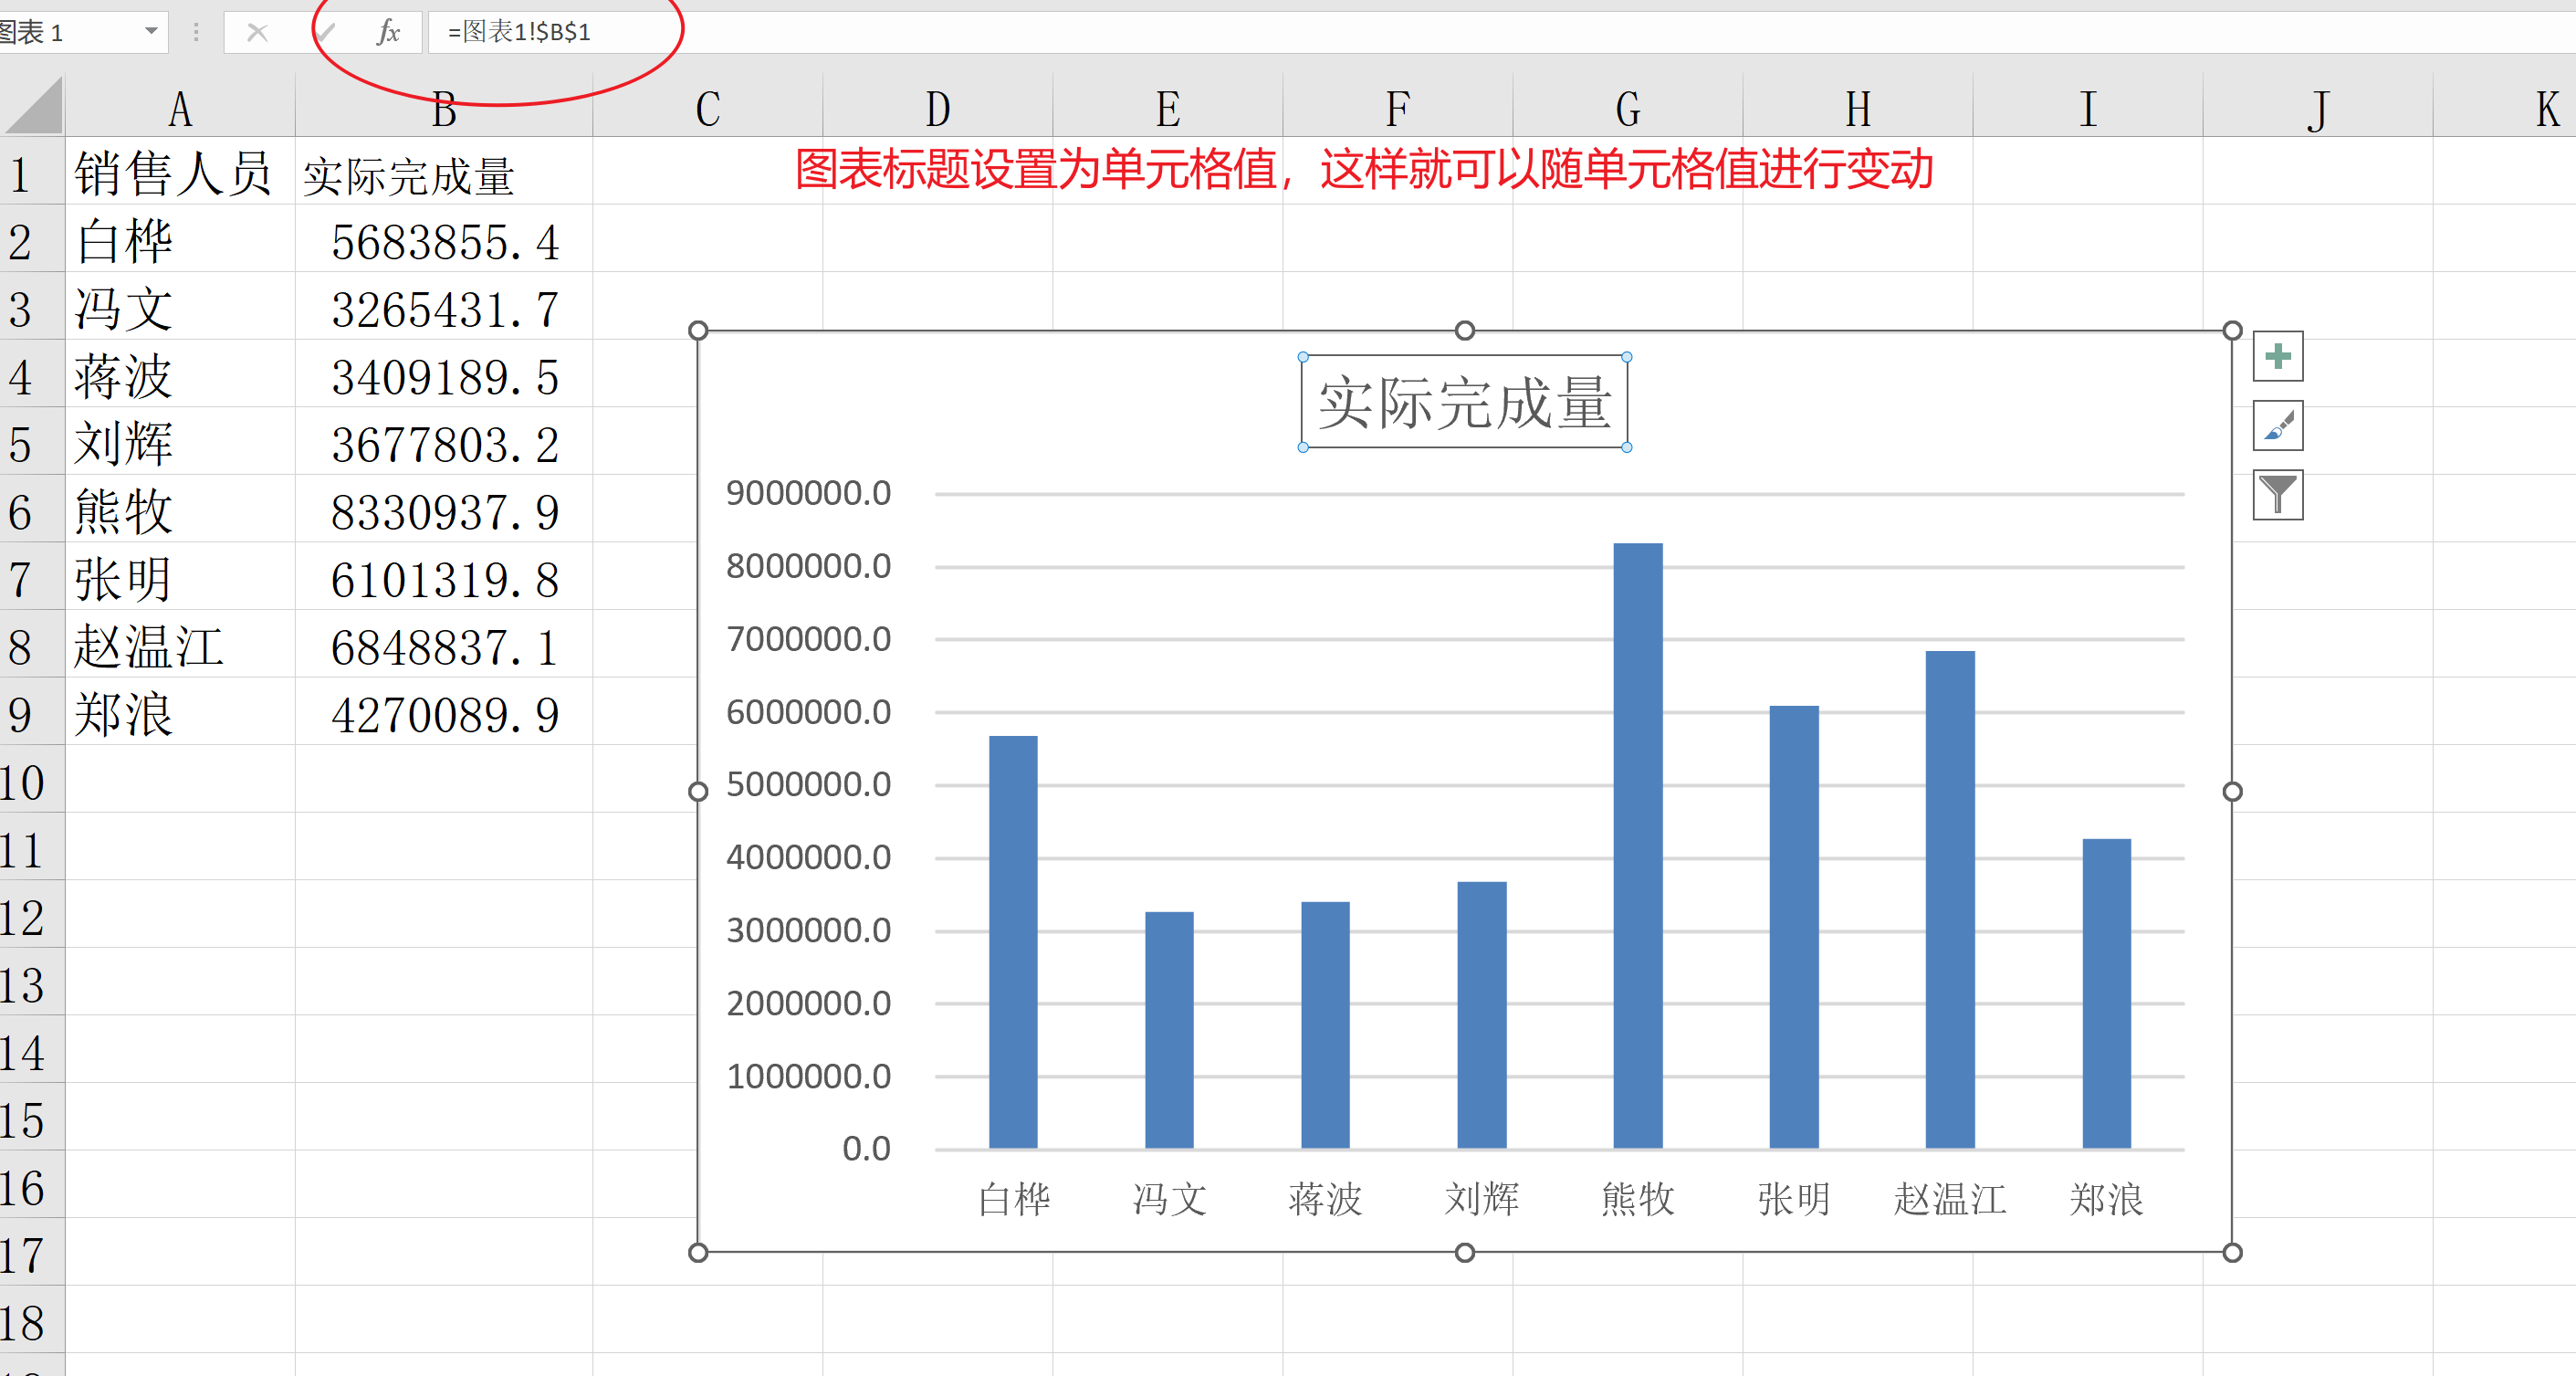 图表 1
fx
=图表1!$B$1
A B C D E F G H I J K
1 销售人员 实际完成量
图表标题设置为单元格值，这样就可以随单元格值进行变动
2 白桦 5683855.4
3 冯文 3265431.7
4 蒋波 3409189.5
5 刘辉 3677803.2
6 熊牧 8330937.9
7 张明 6101319.8
8 赵温江 6848837.1
9 郑浪 4270089.9
10
11
12
13
14
15
16
17
18
实际完成量
9000000.0
8000000.0
7000000.0
6000000.0
5000000.0
4000000.0
3000000.0
2000000.0
1000000.0
0.0
白桦 冯文 蒋波 刘辉 熊牧 张明 赵温江 郑浪